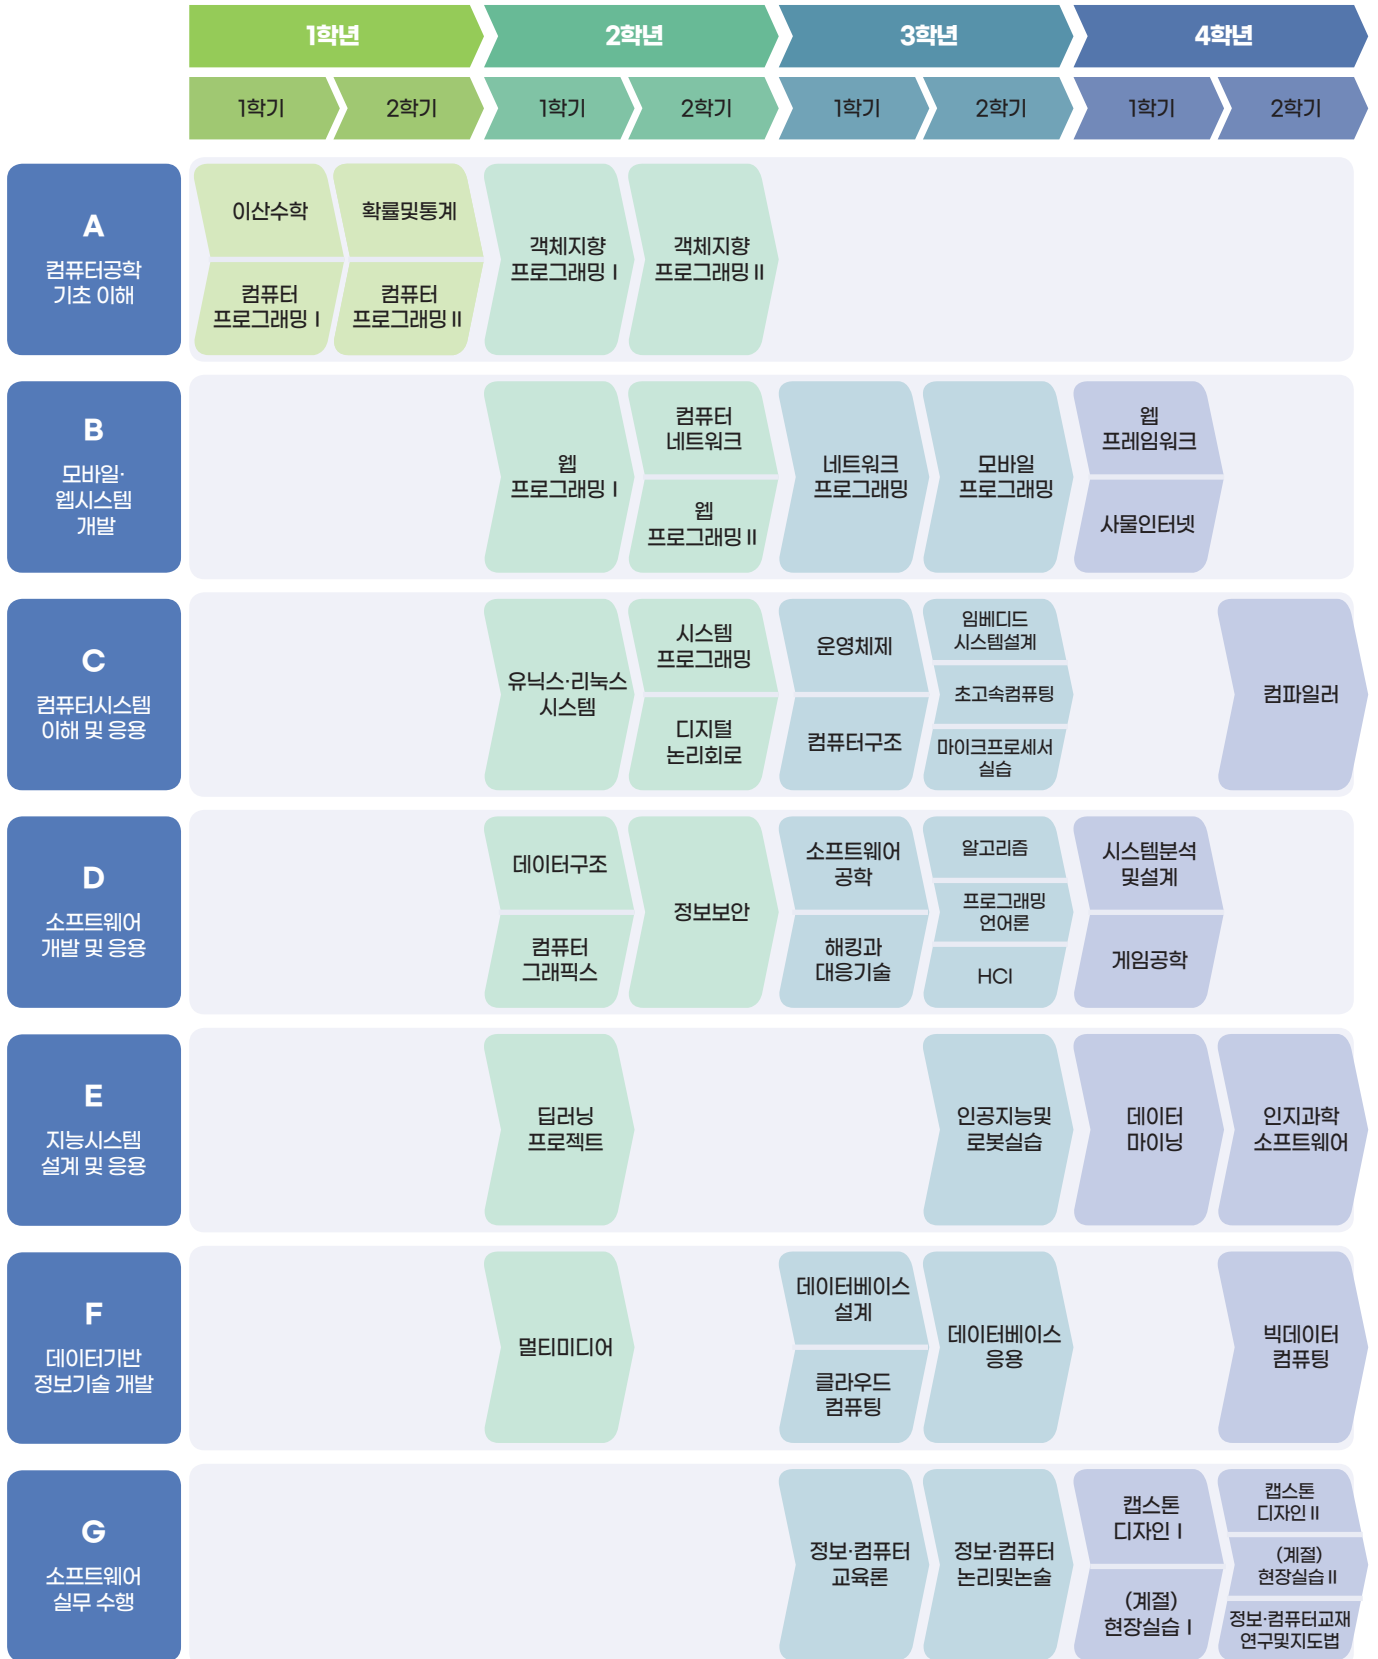 1학년
2학년
3학년
4학년
1학기
2학기
1학기
2학기
1학기
2학기
1학기
2학기
A
컴퓨터공학
기초 이해
이산수학
컴퓨터
프로그래밍 I
확률및통계
컴퓨터
프로그래밍 II
객체지향
프로그래밍 I
객체지향
프로그래밍 II
B
모바일·
웹시스템
개발
웹
프로그래밍 I
컴퓨터
네트워크
웹
프로그래밍 II
네트워크
프로그래밍
모바일
프로그래밍
웹
프레임워크
사물인터넷
C
컴퓨터시스템
이해 및 응용
유닉스·리눅스
시스템
시스템
프로그래밍
디지털
논리회로
운영체제
컴퓨터구조
임베디드
시스템설계
초고속컴퓨팅
마이크프로세서
실습
컴파일러
D
소프트웨어
개발 및 응용
데이터구조
컴퓨터
그래픽스
정보보안
소프트웨어
공학
해킹과
대응기술
알고리즘
프로그래밍
언어론
HCI
시스템분석
및설계
게임공학
E
지능시스템
설계 및 응용
딥러닝
프로젝트
인공지능및
로봇실습
데이터
마이닝
인지과학
소프트웨어
F
데이터기반
정보기술 개발
멀티미디어
데이터베이스
설계
클라우드
컴퓨팅
데이터베이스
응용
빅데이터
컴퓨팅
G
소프트웨어
실무 수행
정보·컴퓨터
교육론
정보·컴퓨터
논리및논술
캡스톤
디자인 I
(계절)
현장실습 I
캡스톤
디자인 II
(계절)
현장실습 II
정보·컴퓨터교재
연구및지도법